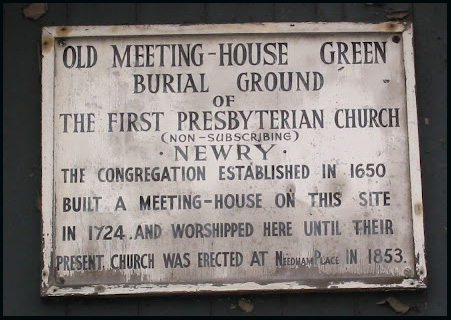 OLD MEETING-HOUSE GREEN
BURIAL GROUND
OF
THE FIRST PRESBYTERIAN CHURCH
(NON-SUBSCRIBING)
· NEWRY ·
THE CONGREGATION ESTABLISHED IN 1650
BUILT A MEETING-HOUSE ON THIS SITE
IN 1724. AND WORSHIPPED HERE UNTIL THEIR
PRESENT CHURCH WAS ERECTED AT NEEDHAM PLACE IN 1853.